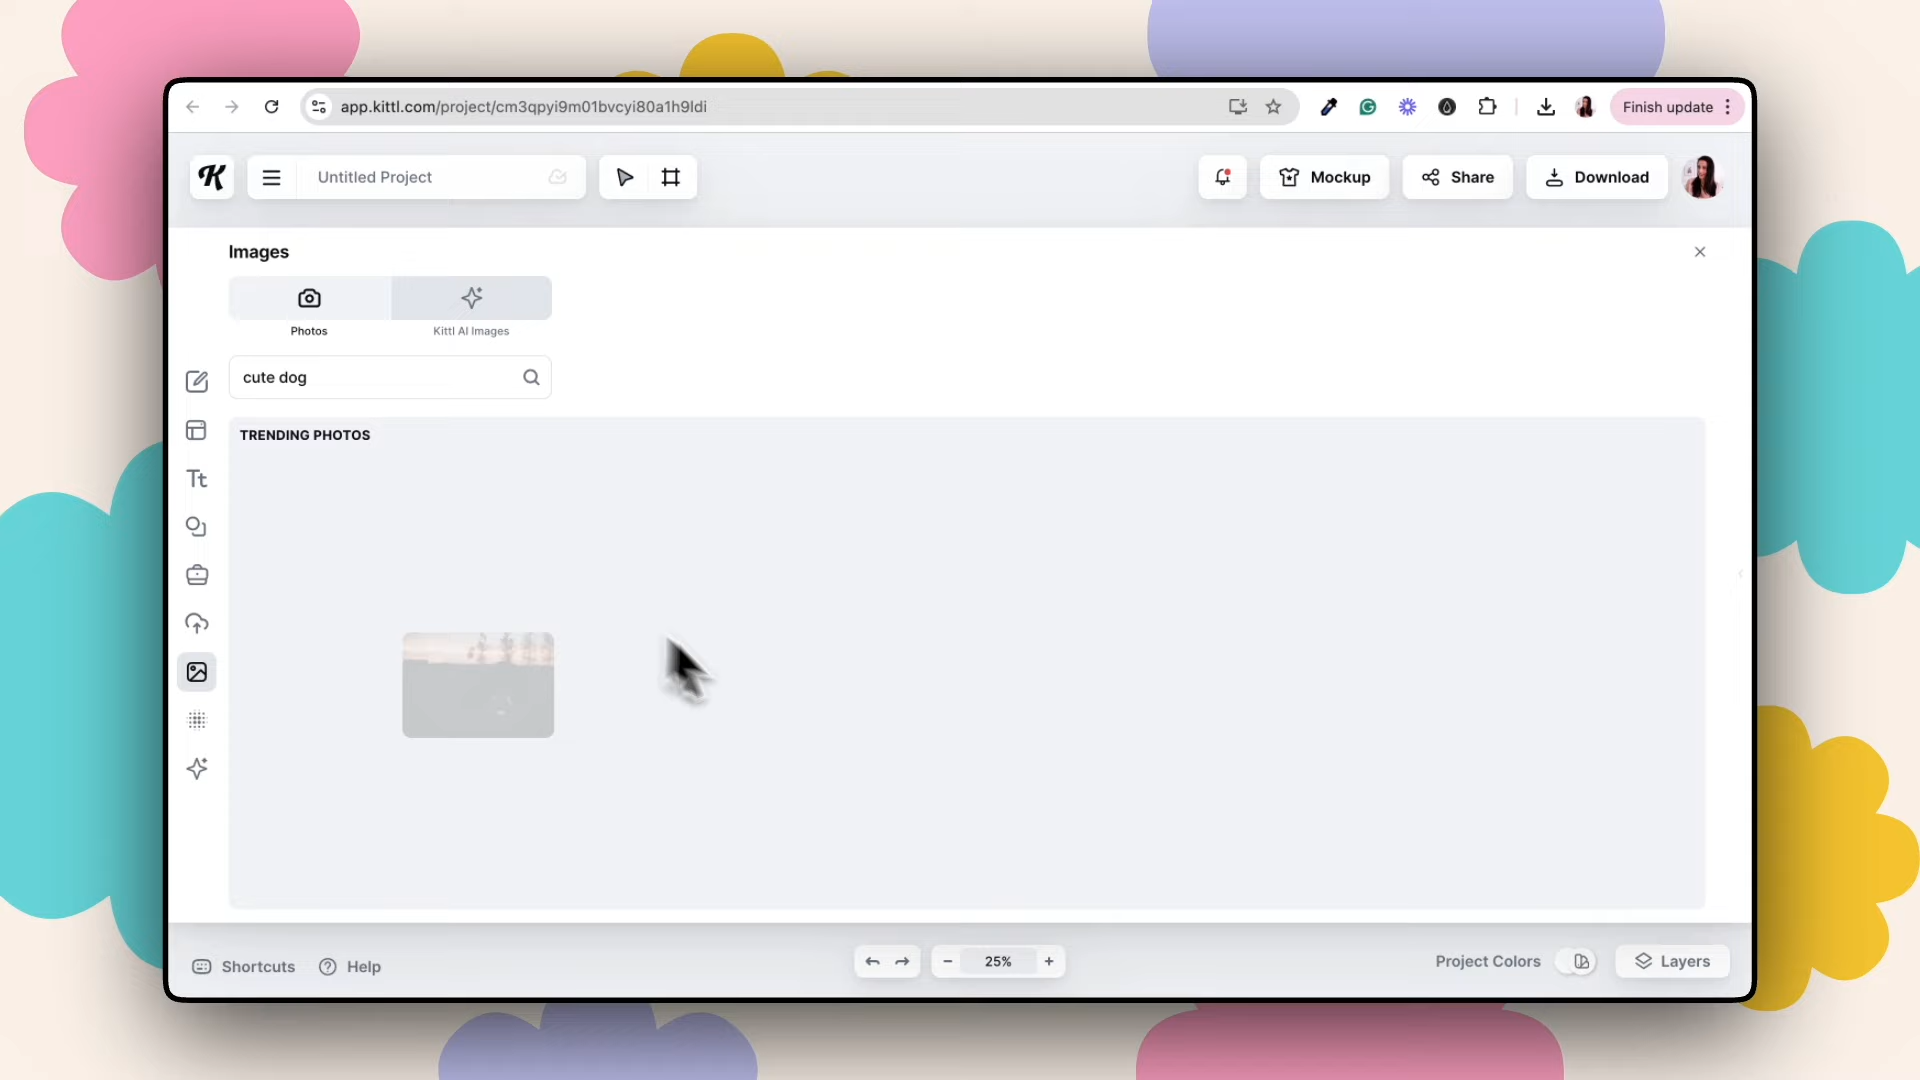 app.kittl.com/project/cm3qpyi9m01bvcyi80a1h9ldi
Finish update
K
Untitled Project
Mockup
Share
Download
Images
Photos
Kittl AI Images
cute dog
TRENDING PHOTOS
Tt
Shortcuts
Help
25%
Project Colors
Layers